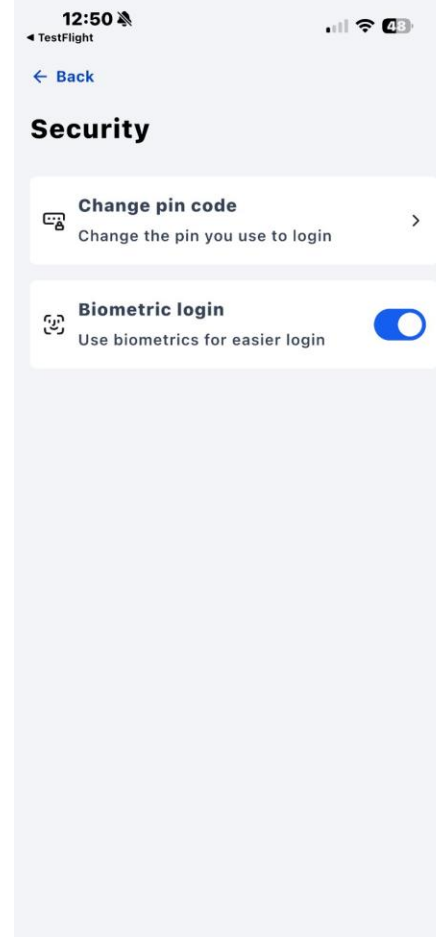 12:50
◀ TestFlight
48
← Back
Security
Change pin code
Change the pin you use to login
Biometric login
Use biometrics for easier login